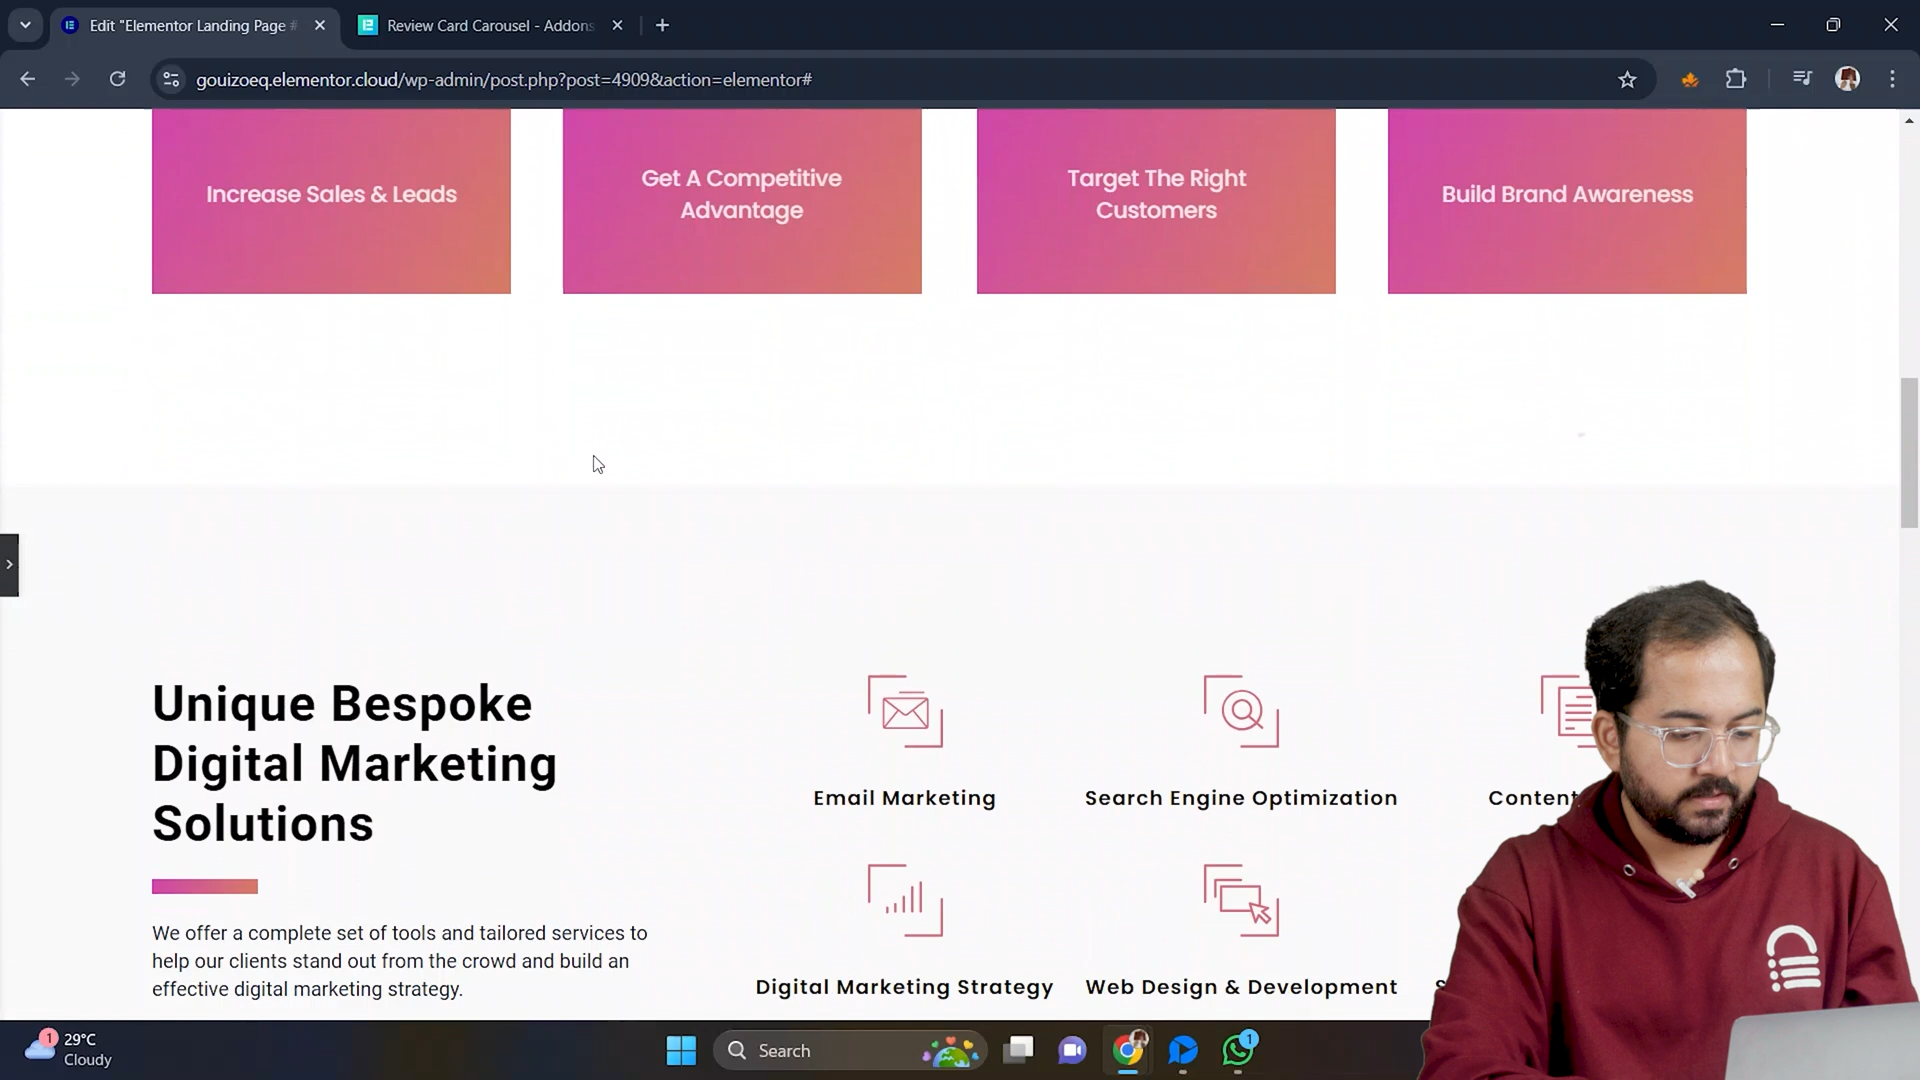 Edit "Elementor Landing Page #
Review Card Carousel - Addons
gouizoeq.elementor.cloud/wp-admin/post.php?post=4909&action=elementor#
Increase Sales & Leads
Get A Competitive
Advantage
Target The Right
Customers
Build Brand Awareness
Unique Bespoke
Digital Marketing
Solutions
We offer a complete set of tools and tailored services to
help our clients stand out from the crowd and build an
effective digital marketing strategy.
Email Marketing
Search Engine Optimization
Content
Digital Marketing Strategy
Web Design & Development
1
29°C
Cloudy
Search
1